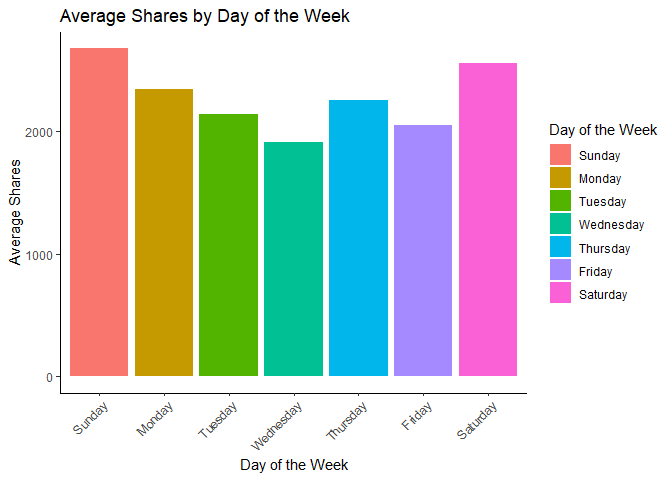 Average Shares by Day of the Week
Average Shares
2000
1000
0
Sunday
Monday
Tuesday
Wednesday
Thursday
Friday
Saturday
Day of the Week
Day of the Week
Sunday
Monday
Tuesday
Wednesday
Thursday
Friday
Saturday